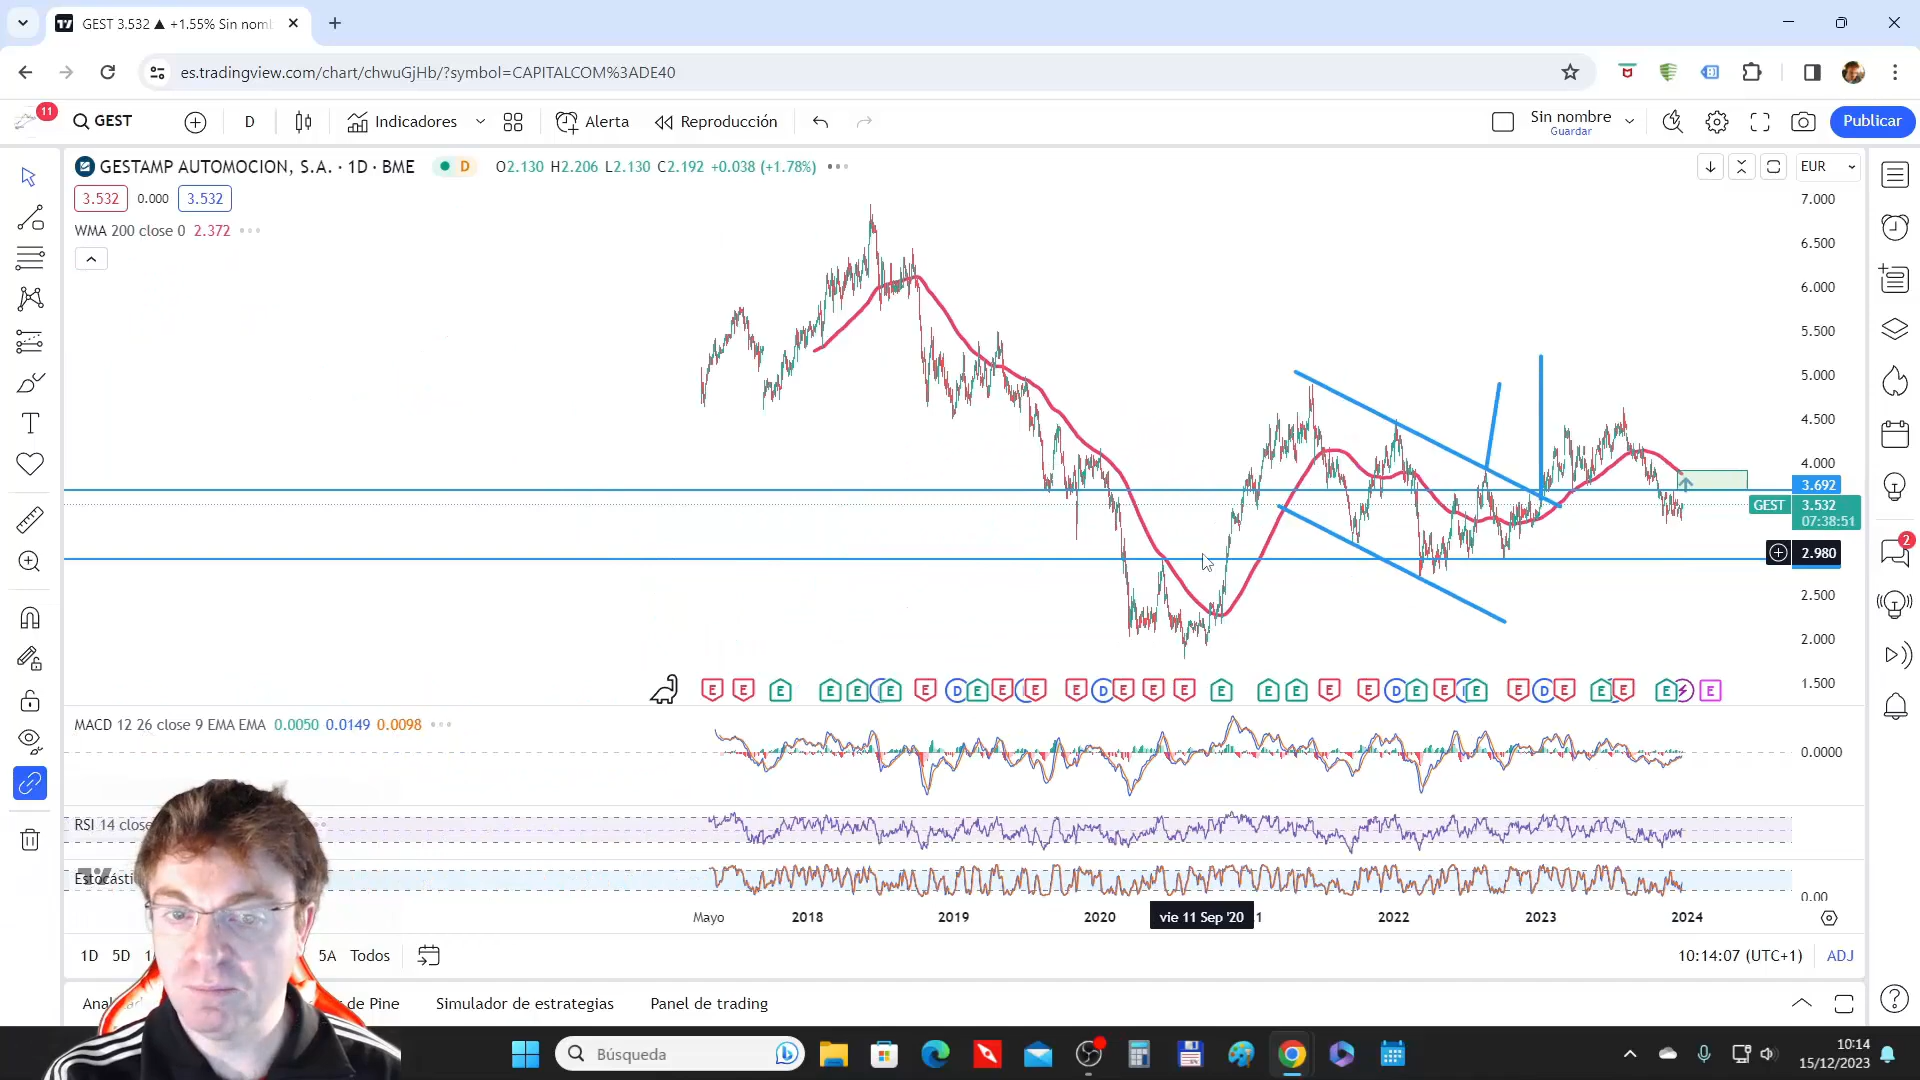 GEST 3.532 ▲ +1.55% Sin nom
es.tradingview.com/chart/chwuGjHb/?symbol=CAPITALCOM%3ADE40
11
GEST
D
Indicadores
Alerta
Reproducción
Sin nombre
Guardar
Publicar
GESTAMP AUTOMOCION, S.A. · 1D · BME
D
O2.130 H2.206 L2.130 C2.192 +0.038 (+1.78%)
EUR
3.532
0.000
3.532
WMA 200 close 0 2.372
7.000
6.500
6.000
5.500
5.000
4.500
4.000
3.692
GEST
3.532
07:38:51
2.980
2.500
2.000
1.500
2
E E E E E E E D E E E E D E E E E E E E E D E E E E D E E E E E
MACD 12 26 close 9 EMA EMA 0.0050 0.0149 0.0098
0.0000
RSI 14 close
Estocásti
0.00
Mayo 2018 2019 2020 vie 11 Sep '20 1 2022 2023 2024
1D 5D 5A Todos
10:14:07 (UTC+1)
ADJ
de Pine
Simulador de estrategias
Panel de trading
Búsqueda
10:14
15/12/2023